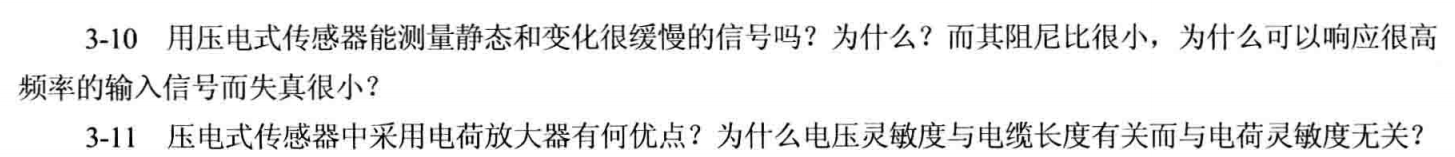 3-10 用压电式传感器能测量静态和变化很缓慢的信号吗？为什么？而其阻尼比很小，为什么可以响应很高
频率的输入信号而失真很小？
3-11 压电式传感器中采用电荷放大器有何优点？为什么电压灵敏度与电缆长度有关而与电荷灵敏度无关？